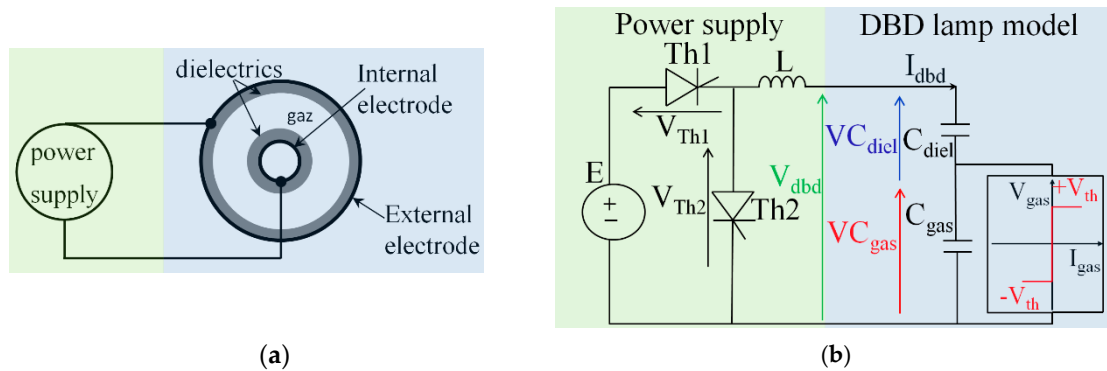 dielectrics
Internal
electrode
gaz
power
supply
External
electrode
(a)
Power supply
DBD lamp model
Th1
L
I_dbd
V_Th1
VC_diel
C_diel
E
+
−
V_Th2
Th2
V_dbd
VC_gas
C_gas
V_gas
+V_th
I_gas
-V_th
(b)